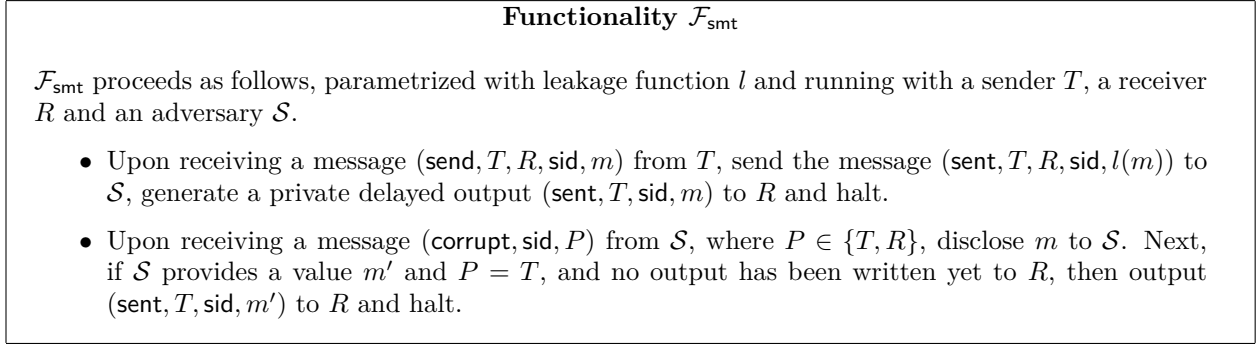 Functionality 𝓕_smt
𝓕_smt proceeds as follows, parametrized with leakage function l and running with a sender T, a receiver
R and an adversary 𝒮.
• Upon receiving a message (send, T, R, sid, m) from T, send the message (sent, T, R, sid, l(m)) to
𝒮, generate a private delayed output (sent, T, sid, m) to R and halt.
• Upon receiving a message (corrupt, sid, P) from 𝒮, where P ∈ {T, R}, disclose m to 𝒮. Next,
if 𝒮 provides a value m′ and P = T, and no output has been written yet to R, then output
(sent, T, sid, m′) to R and halt.